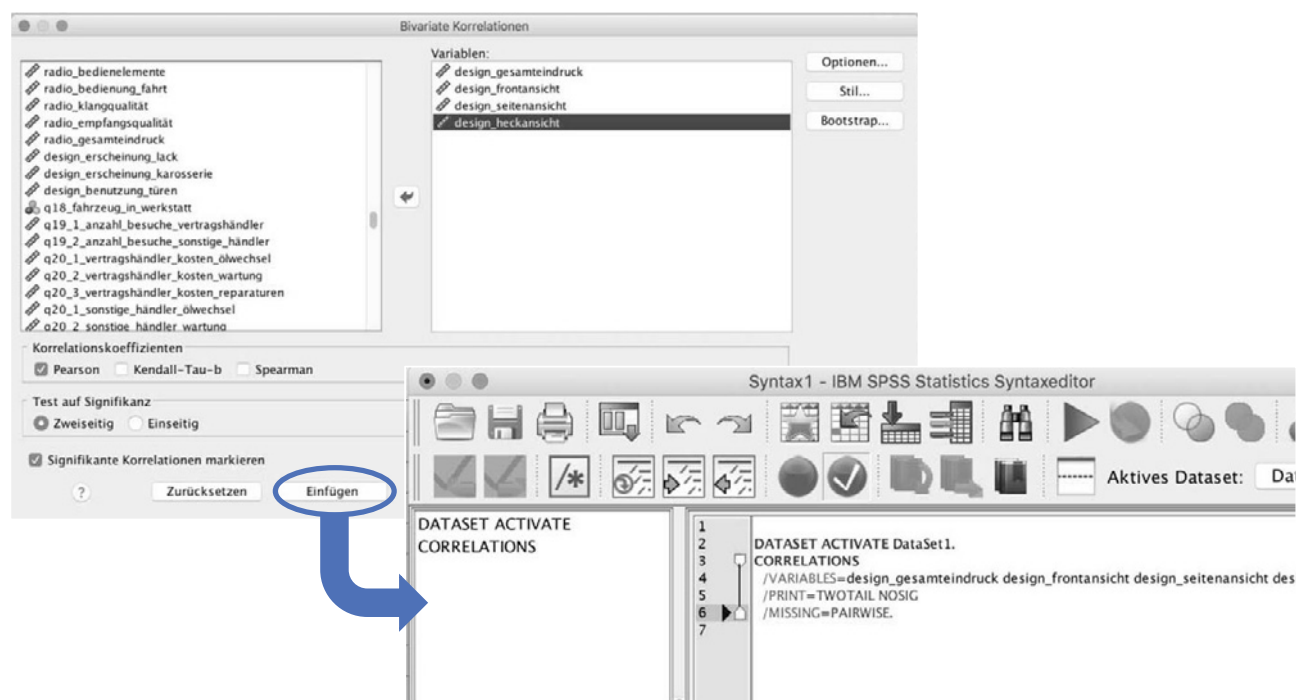 Bivariate Korrelationen
radio_bedienelemente
radio_bedienung_fahrt
radio_klangqualität
radio_empfangsqualität
radio_gesamteindruck
design_erscheinung_lack
design_erscheinung_karosserie
design_benutzung_türen
q18_fahrzeug_in_werkstatt
q19_1_anzahl_besuche_vertragshändler
q19_2_anzahl_besuche_sonstige_händler
q20_1_vertragshändler_kosten_ölwechsel
q20_2_vertragshändler_kosten_wartung
q20_3_vertragshändler_kosten_reparaturen
q20_1_sonstige_händler_ölwechsel
q20_2_sonstige_händler_wartung
Variablen:
design_gesamteindruck
design_frontansicht
design_seitenansicht
design_heckansicht
Optionen...
Stil...
Bootstrap...
Korrelationskoeffizienten
Pearson Kendall-Tau-b Spearman
Test auf Signifikanz
Zweiseitig Einseitig
Signifikante Korrelationen markieren
? Zurücksetzen Einfügen
Syntax1 - IBM SPSS Statistics Syntaxeditor
/*
Aktives Dataset: Dat
DATASET ACTIVATE
CORRELATIONS
1
2 DATASET ACTIVATE DataSet1.
3 CORRELATIONS
4 /VARIABLES=design_gesamteindruck design_frontansicht design_seitenansicht des
5 /PRINT=TWOTAIL NOSIG
6 /MISSING=PAIRWISE.
7